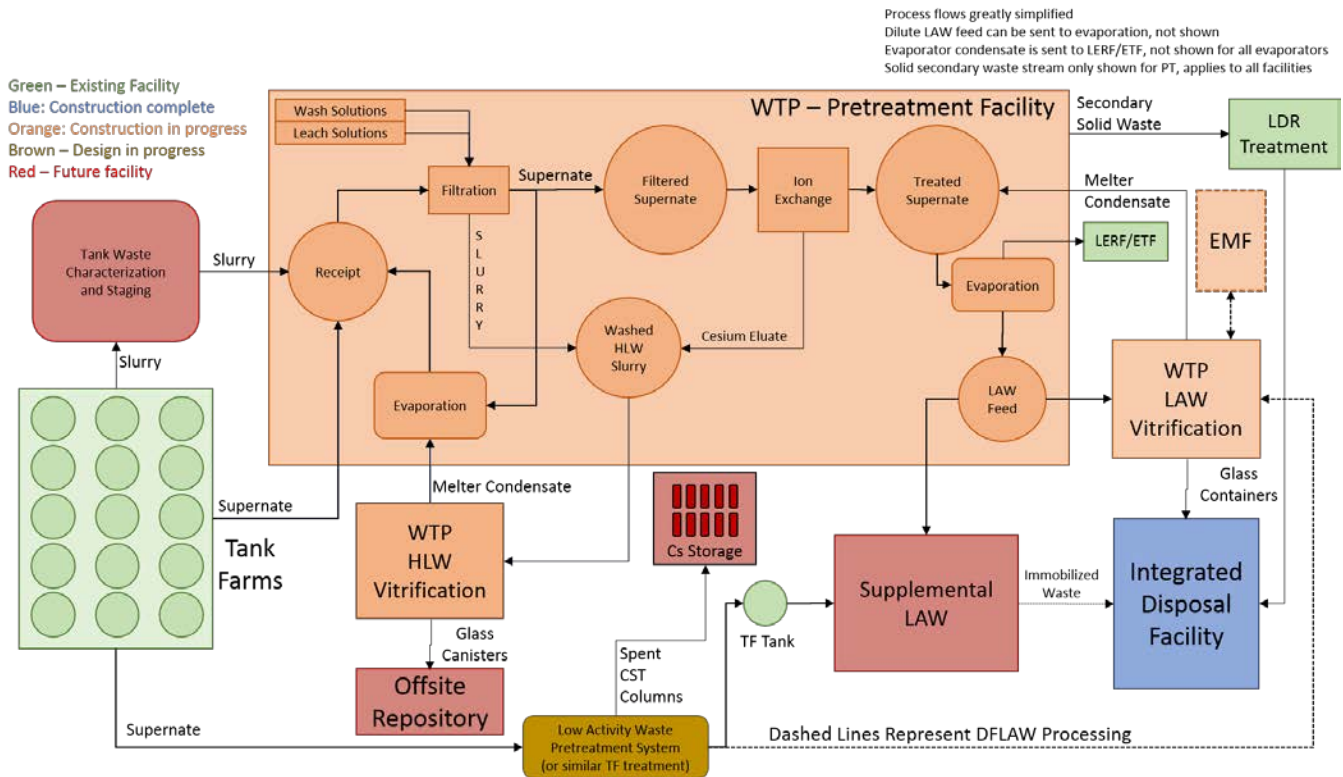 Process flows greatly simplified
Dilute LAW feed can be sent to evaporation, not shown
Evaporator condensate is sent to LERF/ETF, not shown for all evaporators
Solid secondary waste stream only shown for PT, applies to all facilities
Green – Existing Facility
Blue: Construction complete
Orange: Construction in progress
Brown – Design in progress
Red – Future facility
WTP – Pretreatment Facility
Wash Solutions
Leach Solutions
Secondary
Solid Waste
LDR
Treatment
Filtration
Supernate
Filtered
Supernate
Ion
Exchange
Treated
Supernate
Melter
Condensate
LERF/ETF
EMF
Tank Waste
Characterization
and Staging
Slurry
Receipt
SLURRY
Evaporation
Washed
HLW
Slurry
Cesium Eluate
Slurry
Evaporation
LAW
Feed
WTP
LAW
Vitrification
Supernate
Tank
Farms
Melter Condensate
WTP
HLW
Vitrification
Cs Storage
Glass
Containers
Glass
Canisters
Offsite
Repository
Spent
CST
Columns
TF Tank
Supplemental
LAW
Immobilized
Waste
Integrated
Disposal
Facility
Supernate
Low Activity Waste
Pretreatment System
(or similar TF treatment)
Dashed Lines Represent DFLAW Processing